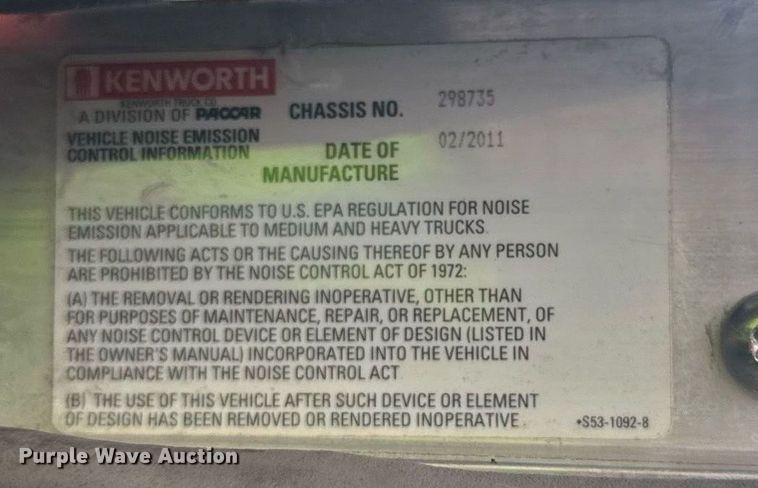 KENWORTH
KENWORTH TRUCK CO.
A DIVISION OF PACCAR
CHASSIS NO. 298735
VEHICLE NOISE EMISSION
CONTROL INFORMATION
DATE OF
MANUFACTURE
02/2011
THIS VEHICLE CONFORMS TO U.S. EPA REGULATION FOR NOISE
EMISSION APPLICABLE TO MEDIUM AND HEAVY TRUCKS.
THE FOLLOWING ACTS OR THE CAUSING THEREOF BY ANY PERSON
ARE PROHIBITED BY THE NOISE CONTROL ACT OF 1972:
(A) THE REMOVAL OR RENDERING INOPERATIVE, OTHER THAN
FOR PURPOSES OF MAINTENANCE, REPAIR, OR REPLACEMENT, OF
ANY NOISE CONTROL DEVICE OR ELEMENT OF DESIGN (LISTED IN
THE OWNER'S MANUAL) INCORPORATED INTO THE VEHICLE IN
COMPLIANCE WITH THE NOISE CONTROL ACT
(B) THE USE OF THIS VEHICLE AFTER SUCH DEVICE OR ELEMENT
OF DESIGN HAS BEEN REMOVED OR RENDERED INOPERATIVE
•S53-1092-8
Purple Wave Auction